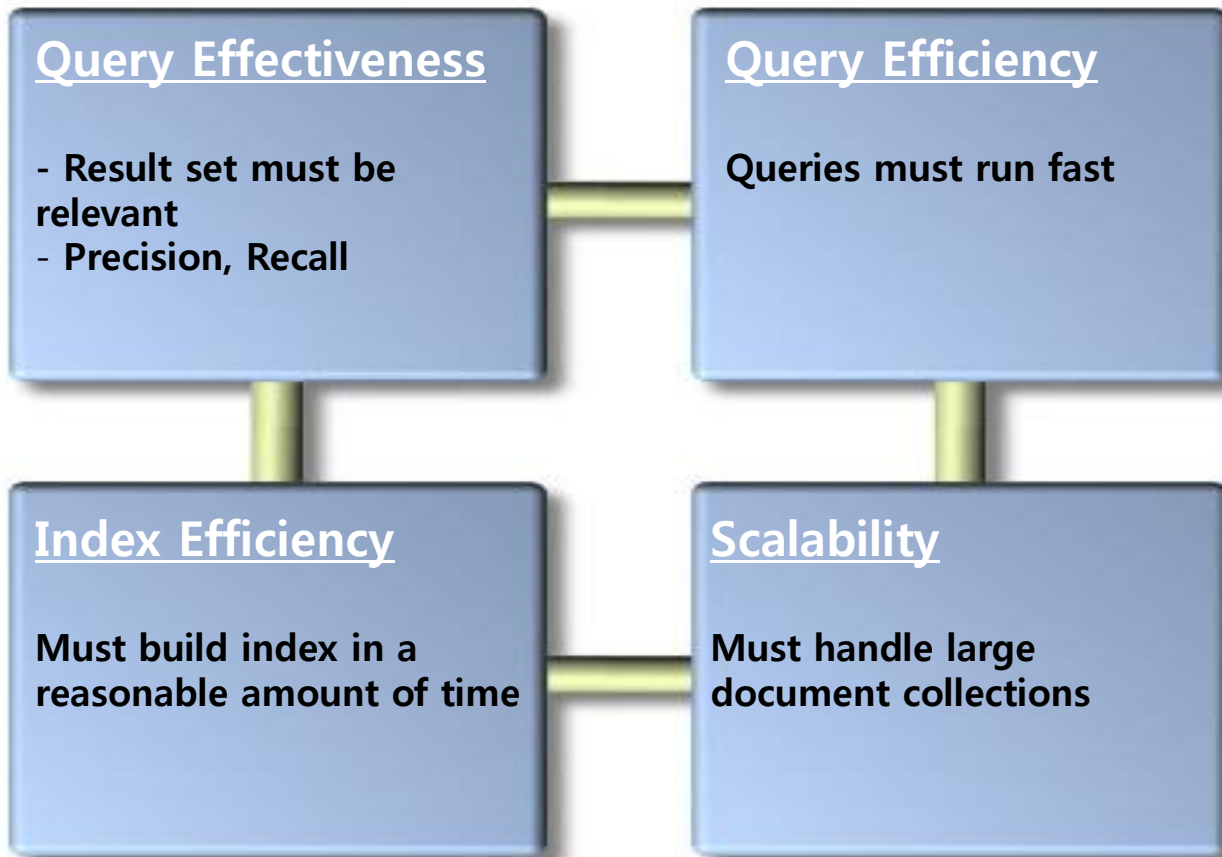 Query Effectiveness
- Result set must be
relevant
- Precision, Recall
Query Efficiency
Queries must run fast
Index Efficiency
Must build index in a
reasonable amount of time
Scalability
Must handle large
document collections